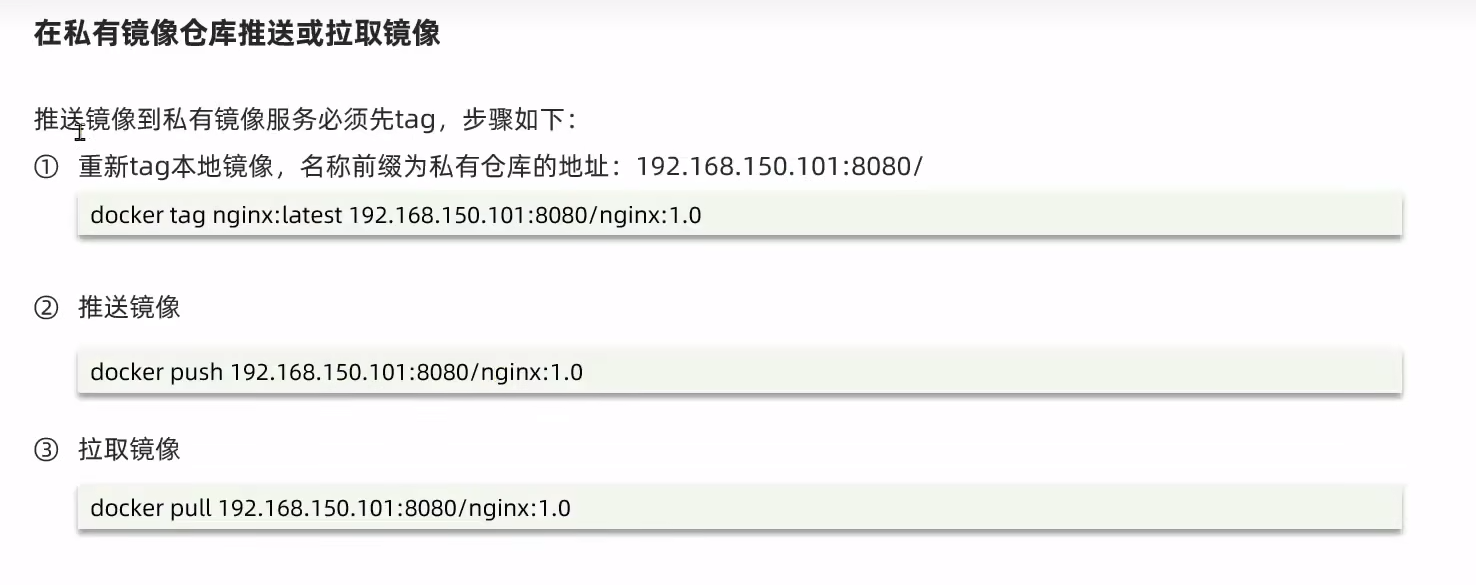 在私有镜像仓库推送或拉取镜像
推送镜像到私有镜像服务必须先tag，步骤如下：
① 重新tag本地镜像，名称前缀为私有仓库的地址：192.168.150.101:8080/
docker tag nginx:latest 192.168.150.101:8080/nginx:1.0
② 推送镜像
docker push 192.168.150.101:8080/nginx:1.0
③ 拉取镜像
docker pull 192.168.150.101:8080/nginx:1.0